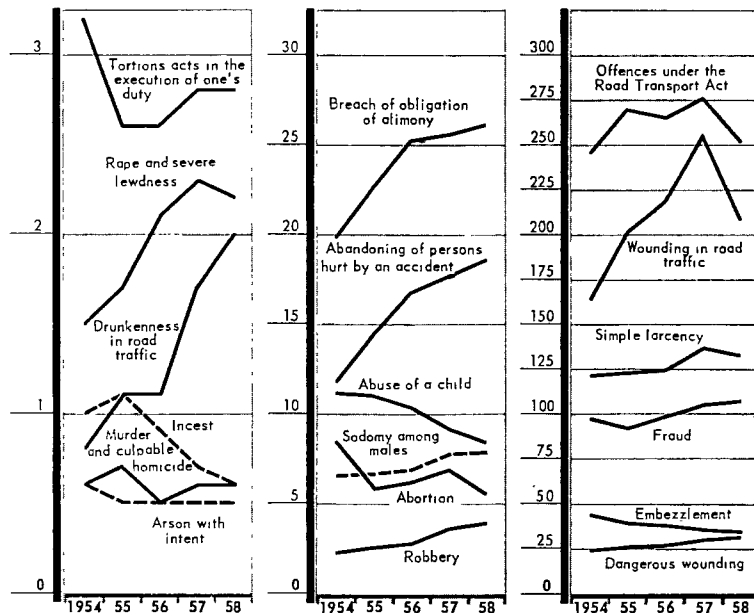 3
2
1
0
Tortions acts in the
execution of one's
duty
Rape and severe
lewdness
Drunkenness
in road
traffic
Incest
Murder
and culpable
homicide
Arson with
intent
1954 55 56 57 58
30
25
20
15
10
5
0
Breach of obligation
of alimony
Abandoning of persons
hurt by an accident
Abuse of a child
Sodomy among
males
Abortion
Robbery
1954 55 56 57 58
300
275
250
225
200
175
150
125
100
75
50
25
0
Offences under the
Road Transport Act
Wounding in road
traffic
Simple larcency
Fraud
Embezzlement
Dangerous wounding
1954 55 56 57 58